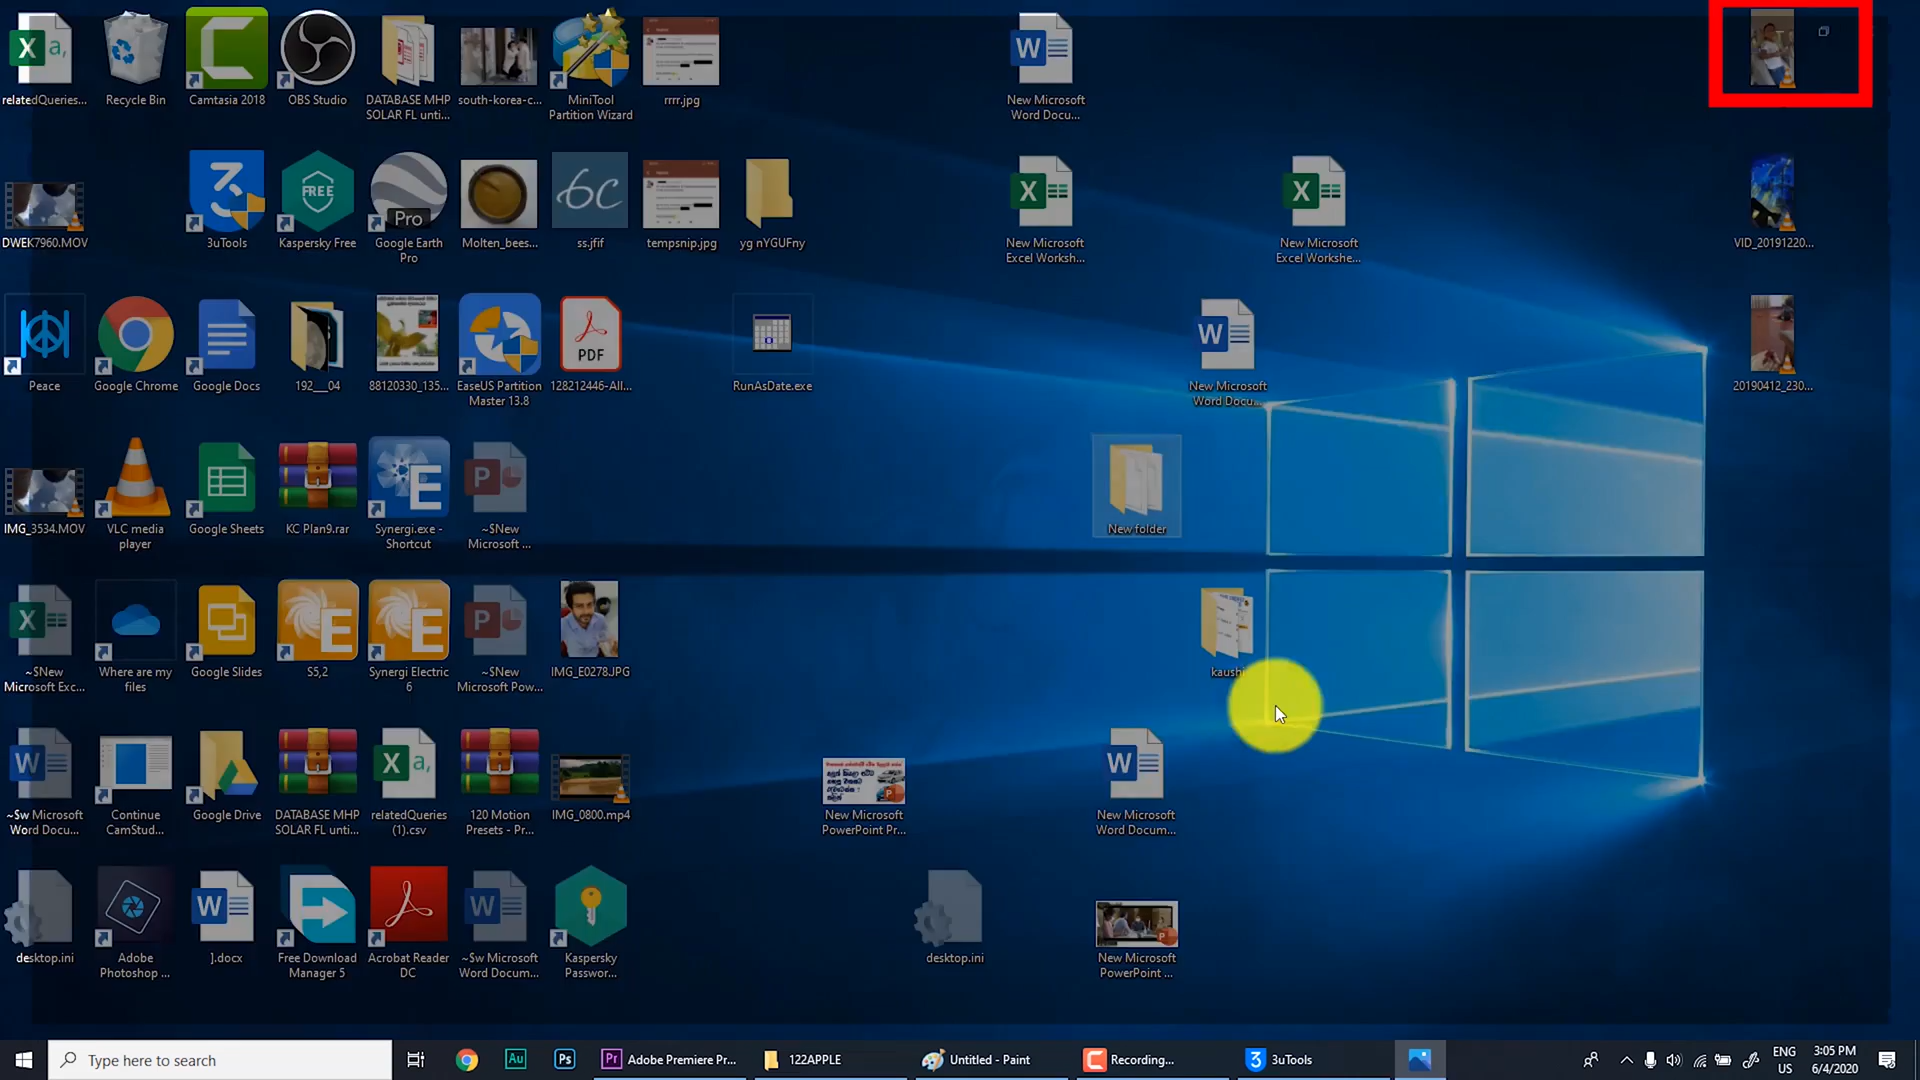 relatedQueries...
Recycle Bin
Camtasia 2018
OBS Studio
DATABASE MHP
SOLAR FL unti...
south-korea-c...
MiniTool
Partition Wizard
rrrr.jpg
New Microsoft
Word Docu...
DWEK7960.MOV
3uTools
FREE
Kaspersky Free
Pro
Google Earth
Pro
Molten_bees...
bc
ss.jfif
tempsnip.jpg
yg nYGUFny
New Microsoft
Excel Worksh...
New Microsoft
Excel Workshe...
VID_20191220...
Peace
Google Chrome
Google Docs
192__04
88120330_135...
EaseUS Partition
Master 13.8
PDF
128212446-All...
RunAsDate.exe
New Microsoft
Word Docu...
20190412_230...
IMG_3534.MOV
VLC media
player
Google Sheets
KC Plan9.rar
Synergi.exe -
Shortcut
~$New
Microsoft ...
New folder
~$New
Microsoft Exc...
Where are my
files
Google Slides
S5,2
Synergi Electric
6
~$New
Microsoft Pow...
IMG_E0278.JPG
kaushi
~$w Microsoft
Word Docu...
Continue
CamStud...
Google Drive
DATABASE MHP
SOLAR FL unti...
relatedQueries
(1).csv
120 Motion
Presets - Pr...
IMG_0800.mp4
New Microsoft
PowerPoint Pr...
New Microsoft
Word Docum...
desktop.ini
Adobe
Photoshop ...
].docx
Free Download
Manager 5
Acrobat Reader
DC
~$w Microsoft
Word Docum...
Kaspersky
Passwor...
desktop.ini
New Microsoft
PowerPoint ...
Type here to search
Adobe Premiere Pr...
122APPLE
Untitled - Paint
Recording...
3uTools
ENG
US
3:05 PM
6/4/2020